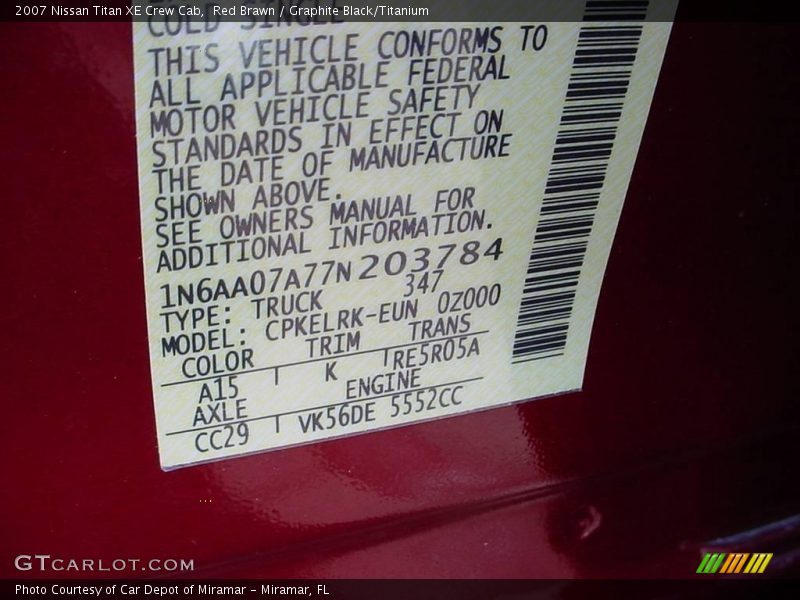 2007 Nissan Titan XE Crew Cab,  Red Brawn / Graphite Black/Titanium
COLD SINGLE
THIS VEHICLE CONFORMS TO
ALL APPLICABLE FEDERAL
MOTOR VEHICLE SAFETY
STANDARDS IN EFFECT ON
THE DATE OF MANUFACTURE
SHOWN ABOVE.
SEE OWNERS MANUAL FOR
ADDITIONAL INFORMATION.
1N6AA07A77N203784
TYPE: TRUCK 347
MODEL: CPKELRK-EUN 0Z000
COLOR TRIM TRANS
A15 K RE5R05A
AXLE ENGINE
CC29 VK56DE 5552CC
GTCARLOT.COM
Photo Courtesy of Car Depot of Miramar - Miramar, FL